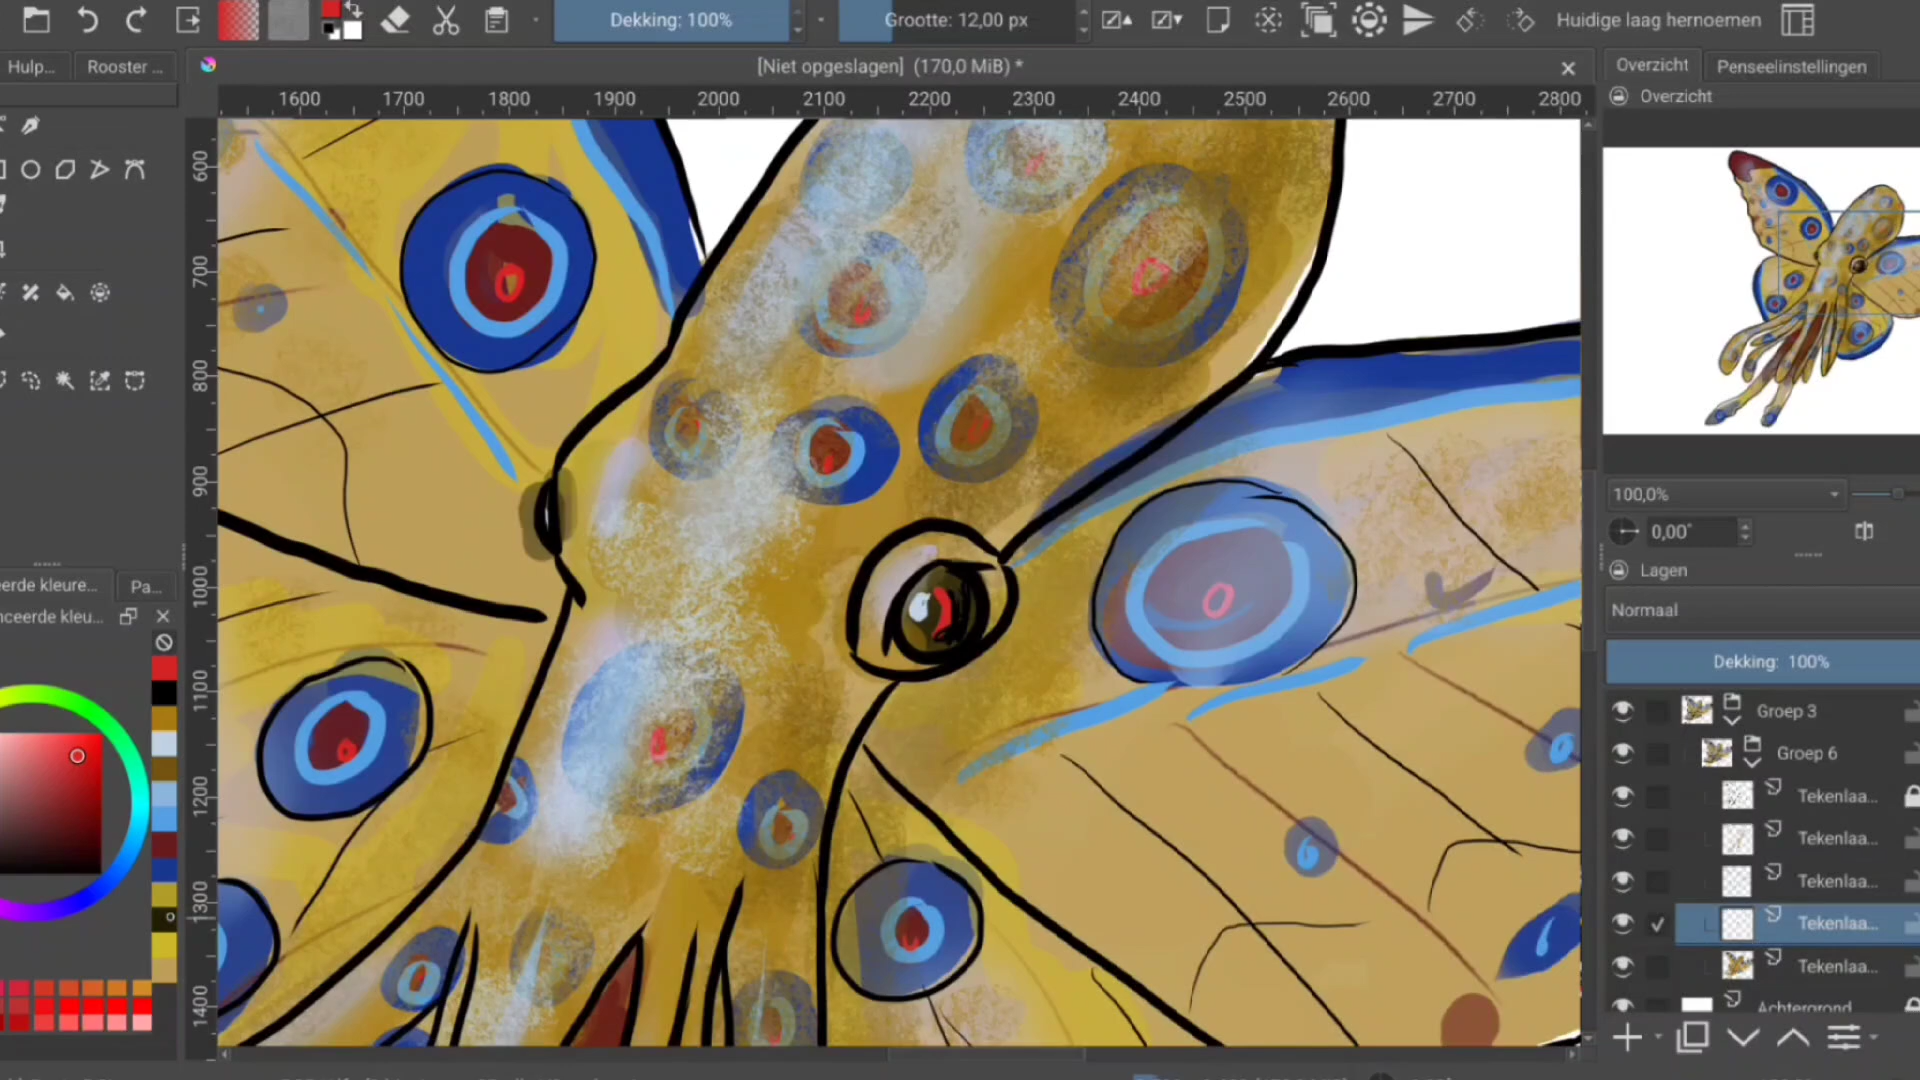 Dekking: 100%
Grootte: 12,00 px
Huidige laag hernoemen
Hulp...
Rooster ...
[Niet opgeslagen] (170,0 MiB) *
Overzicht
Penseelinstellingen
1600 1700 1800 1900 2000 2100 2200 2300 2400 2500 2600 2700 2800
Overzicht
600
700
800
900
1000
1100
1200
1300
1400
100,0%
0,00°
Lagen
eerde kleure...
Pa...
nceerde kleu...
Normaal
Dekking: 100%
Groep 3
Groep 6
Tekenlaa...
Tekenlaa...
Tekenlaa...
Tekenlaa...
Tekenlaa...
Achtergrond